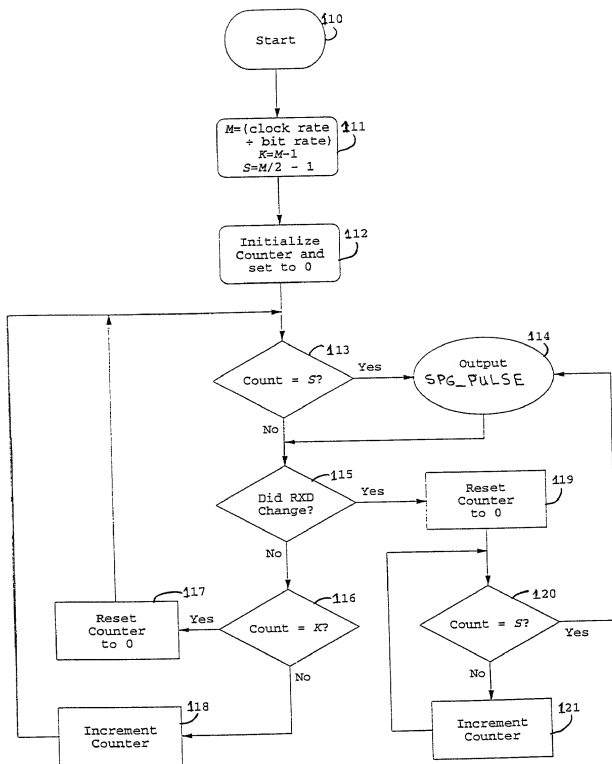 110
Start
M=(clock rate
÷ bit rate)
K=M-1
S=M/2 - 1
111
Initialize
Counter and
set to 0
112
113
Count = S?
Yes
No
114
Output
SPG_PULSE
115
Did RXD
Change?
Yes
No
119
Reset
Counter
to 0
117
Reset
Counter
to 0
116
Count = K?
Yes
No
120
Count = S?
Yes
No
118
Increment
Counter
Increment
Counter
121